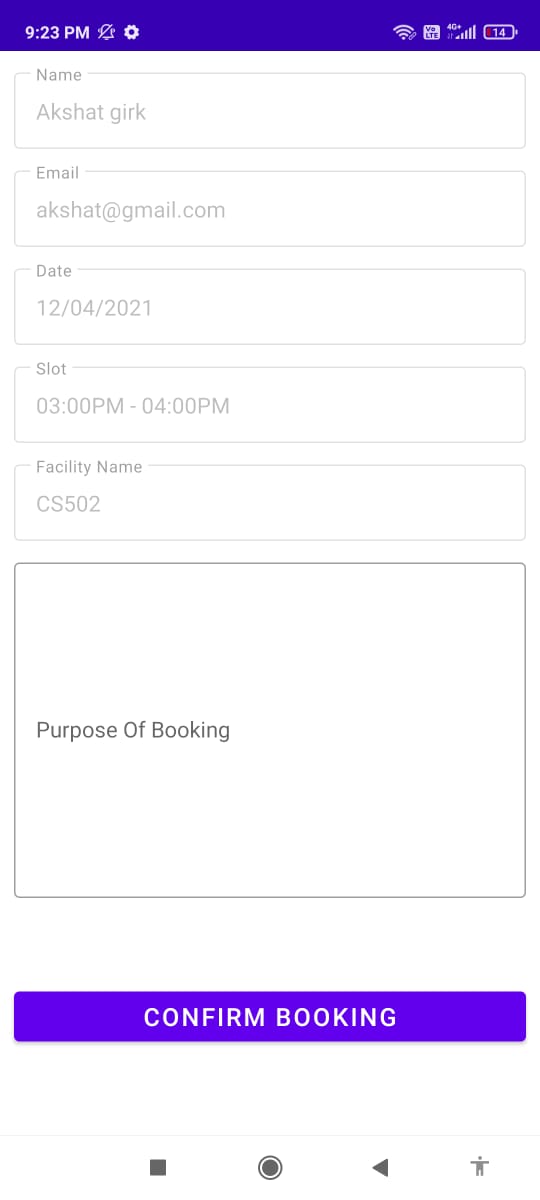 9:23 PM
Vo LTE 4G+ 14
Name
Akshat girk
Email
akshat@gmail.com
Date
12/04/2021
Slot
03:00PM - 04:00PM
Facility Name
CS502
Purpose Of Booking
CONFIRM BOOKING